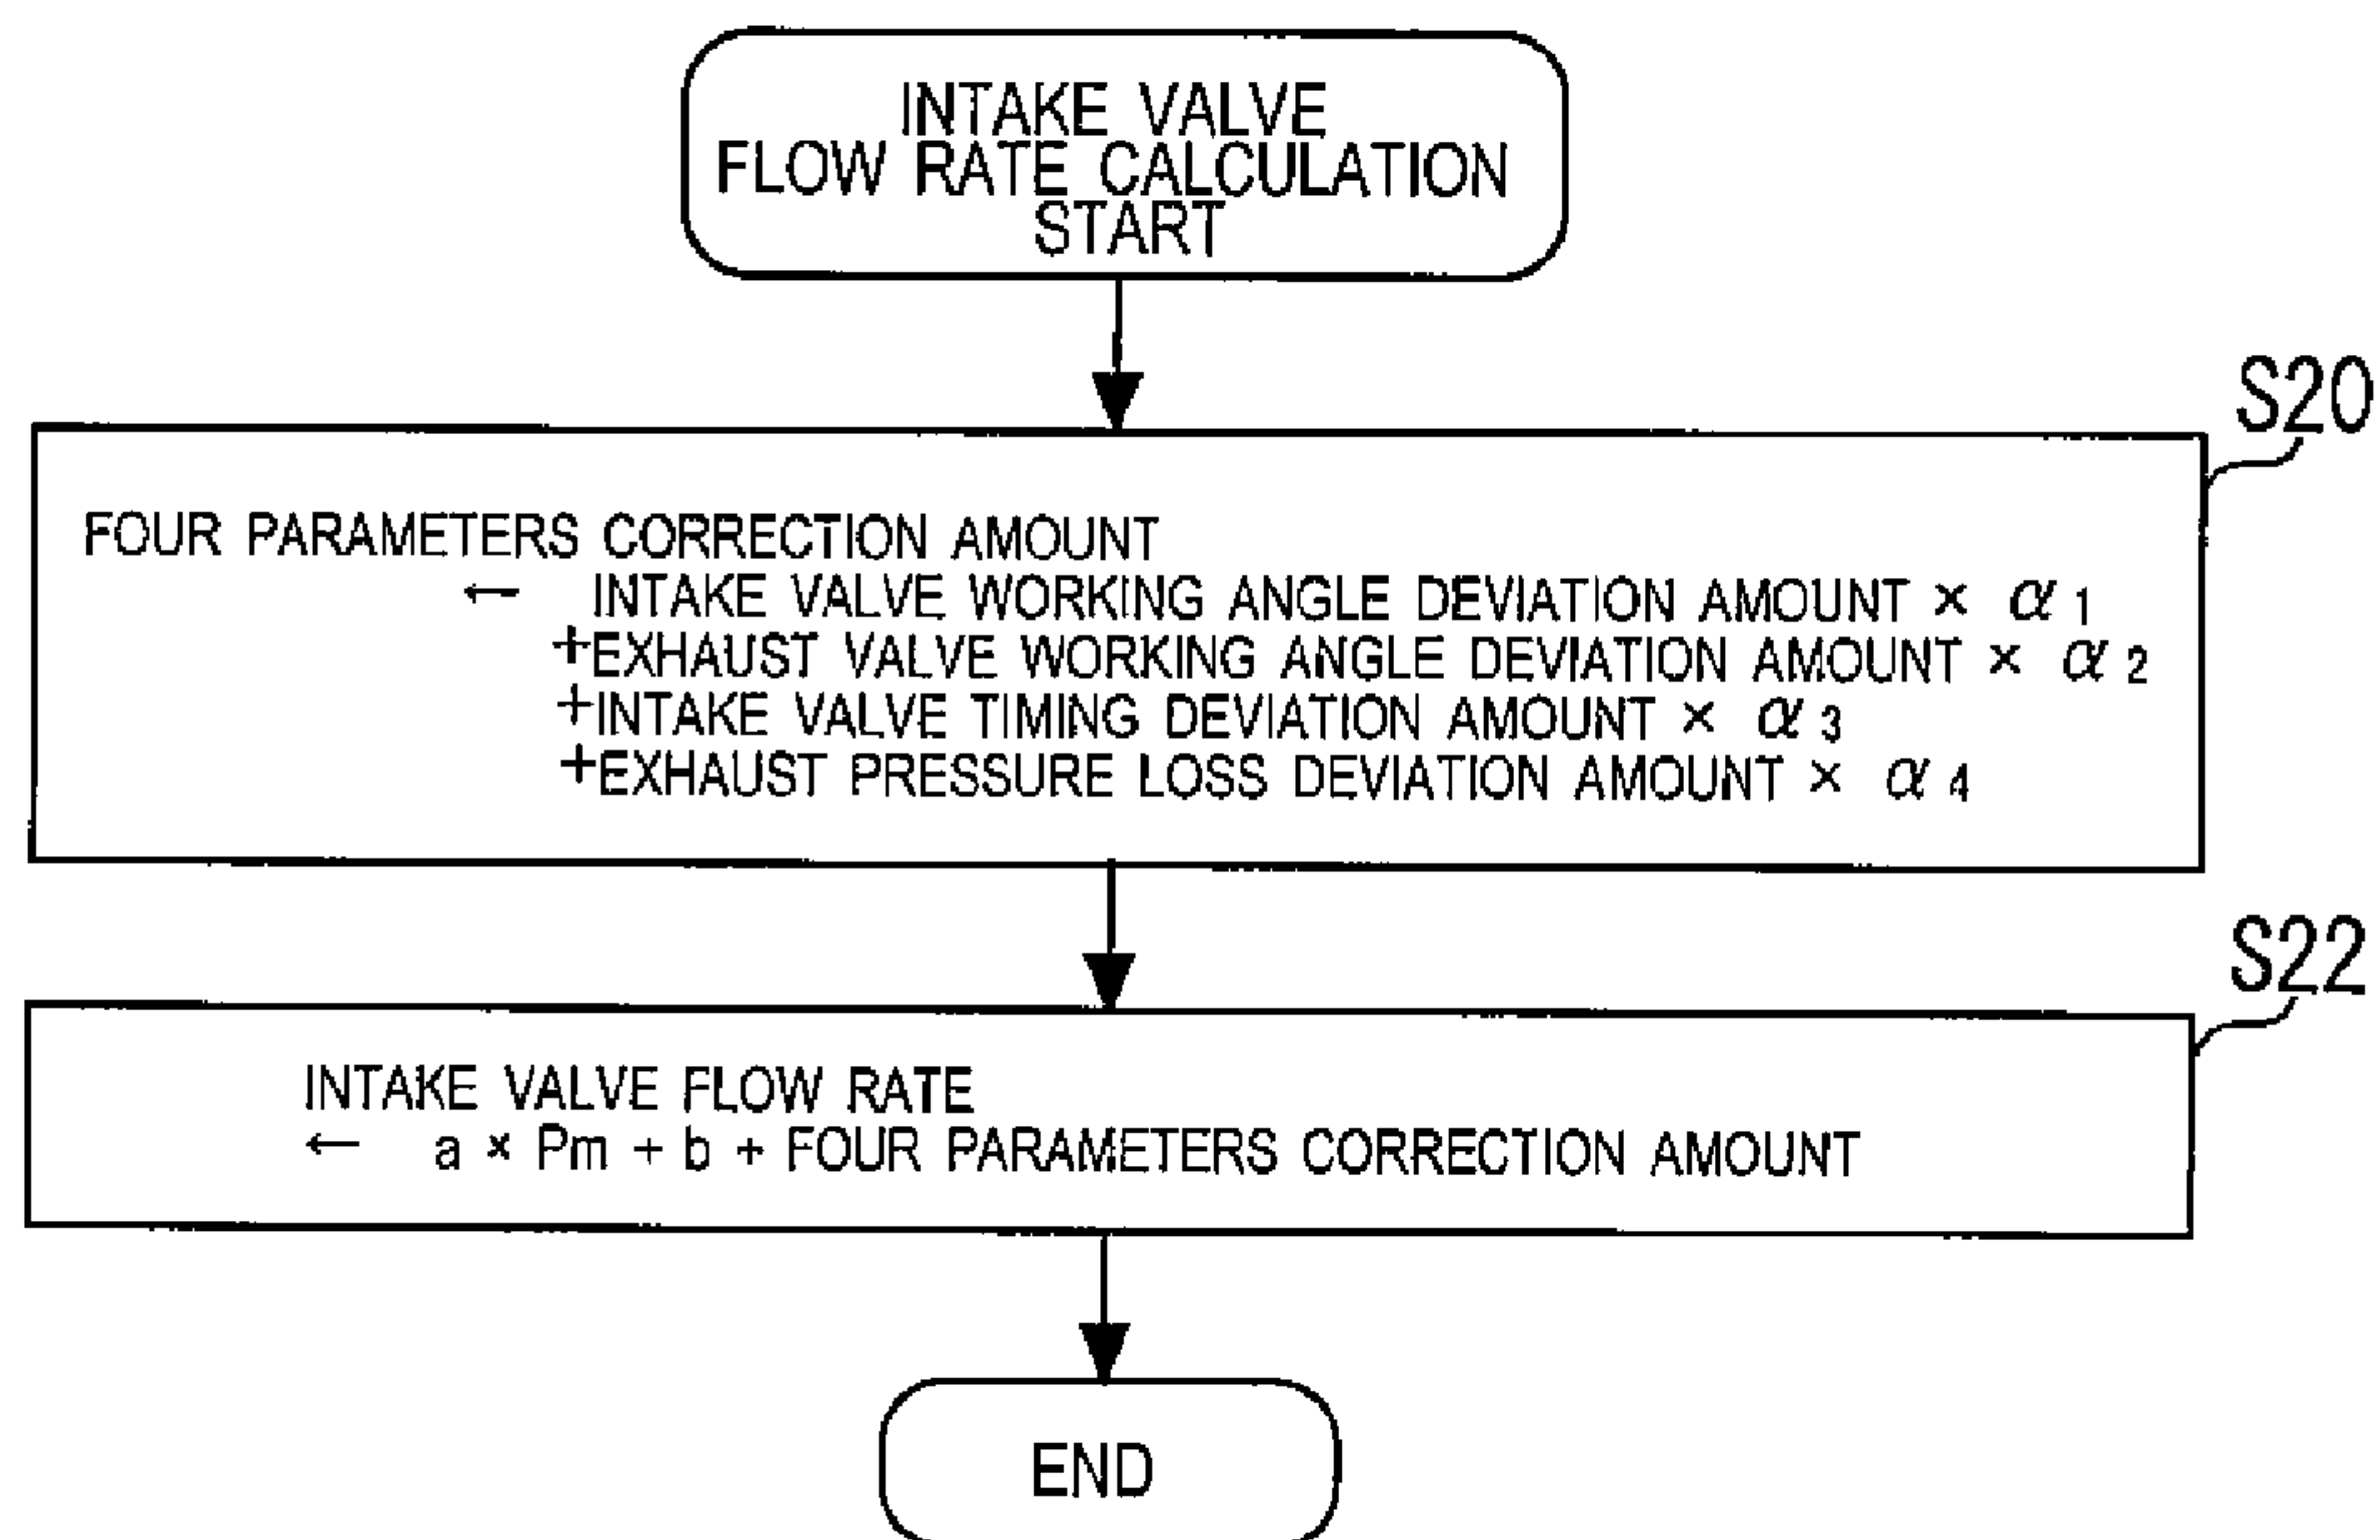 INTAKE VALVE
FLOW RATE CALCULATION
START
S20
FOUR PARAMETERS CORRECTION AMOUNT
← INTAKE VALVE WORKING ANGLE DEVIATION AMOUNT × α1
+EXHAUST VALVE WORKING ANGLE DEVIATION AMOUNT × α2
+INTAKE VALVE TIMING DEVIATION AMOUNT × α3
+EXHAUST PRESSURE LOSS DEVIATION AMOUNT × α4
S22
INTAKE VALVE FLOW RATE
← a × Pm + b + FOUR PARAMETERS CORRECTION AMOUNT
END